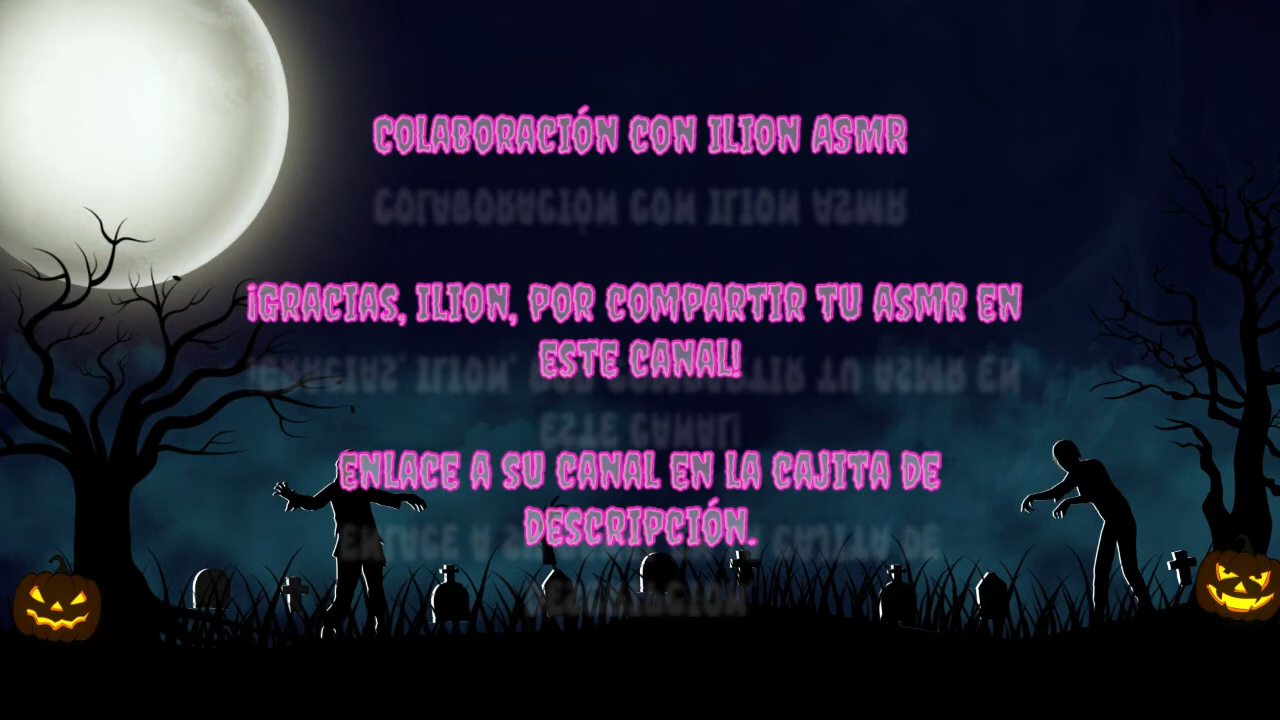 COLABORACIÓN CON ILION ASMR
¡GRACIAS, ILION, POR COMPARTIR TU ASMR EN
ESTE CANAL!
ENLACE A SU CANAL EN LA CAJITA DE
DESCRIPCIÓN.